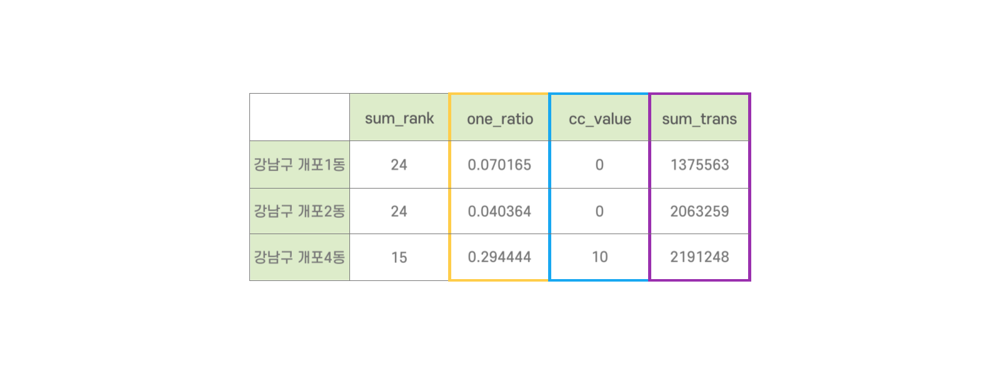 sum_rank one_ratio cc_value sum_trans
강남구 개포1동 24 0.070165 0 1375563
강남구 개포2동 24 0.040364 0 2063259
강남구 개포4동 15 0.294444 10 2191248